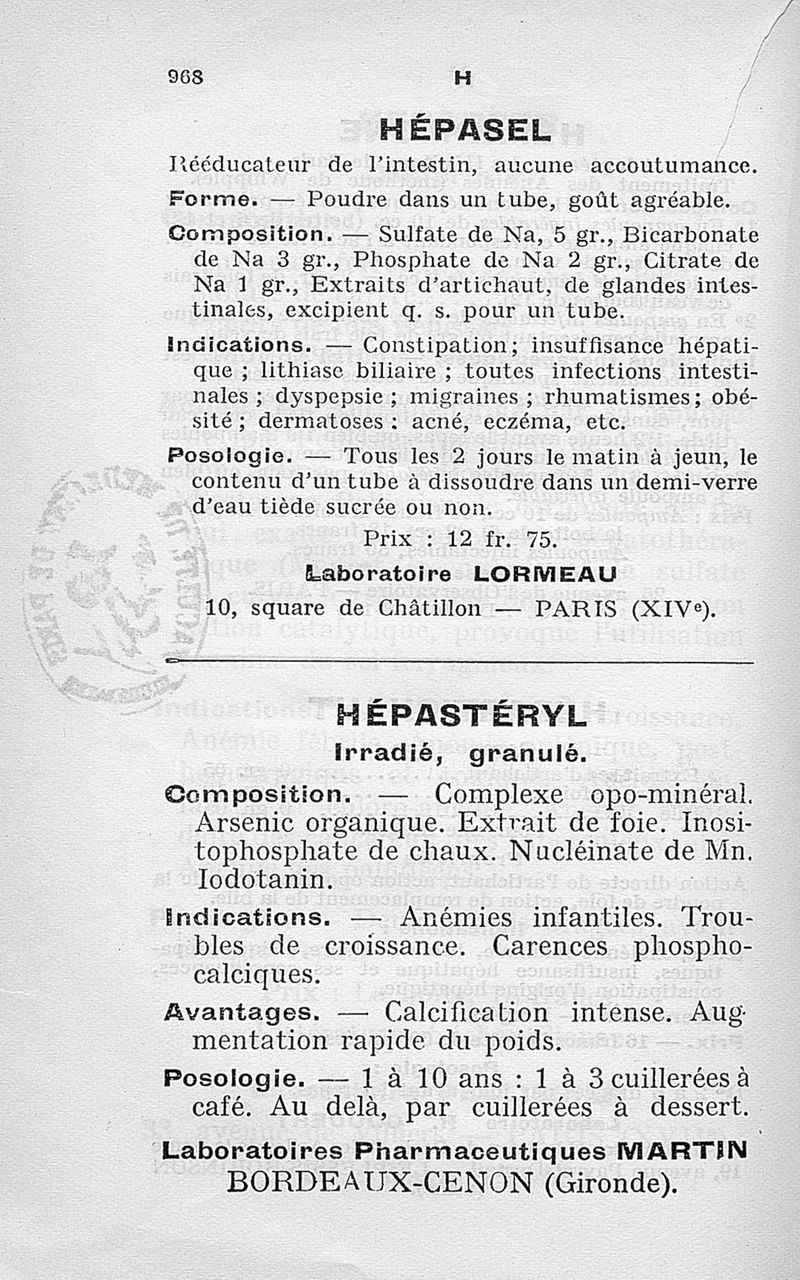 968
H
HÉPASEL
Rééducateur de l'intestin, aucune accoutumance.
Forme. — Poudre dans un tube, goût agréable.
Composition. — Sulfate de Na, 5 gr., Bicarbonate
de Na 3 gr., Phosphate de Na 2 gr., Citrate de
Na 1 gr., Extraits d'artichaut, de glandes intes-
tinales, excipient q. s. pour un tube.
Indications. — Constipation; insuffisance hépati-
que ; lithiase biliaire ; toutes infections intesti-
nales ; dyspepsie ; migraines ; rhumatismes; obé-
sité ; dermatoses : acné, eczéma, etc.
Posologie. — Tous les 2 jours le matin à jeun, le
contenu d'un tube à dissoudre dans un demi-verre
d'eau tiède sucrée ou non.
Prix : 12 fr. 75.
Laboratoire LORMEAU
10, square de Châtillon — PARIS (XIVe).
HÉPASTÉRYL
Irradié, granulé.
Composition. — Complexe opo-minéral.
Arsenic organique. Extrait de foie. Inosi-
tophosphate de chaux. Nucléinate de Mn.
Iodotanin.
Indications. — Anémies infantiles. Trou-
bles de croissance. Carences phospho-
calciques.
Avantages. — Calcification intense. Aug-
mentation rapide du poids.
Posologie. — 1 à 10 ans : 1 à 3 cuillerées à
café. Au delà, par cuillerées à dessert.
Laboratoires Pharmaceutiques MARTIN
BORDEAUX-CENON (Gironde).